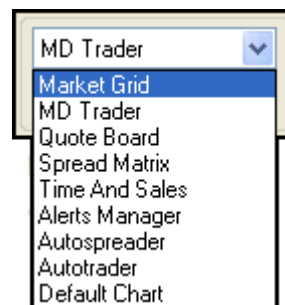 MD Trader
Market Grid
MD Trader
Quote Board
Spread Matrix
Time And Sales
Alerts Manager
Autospreader
Autotrader
Default Chart